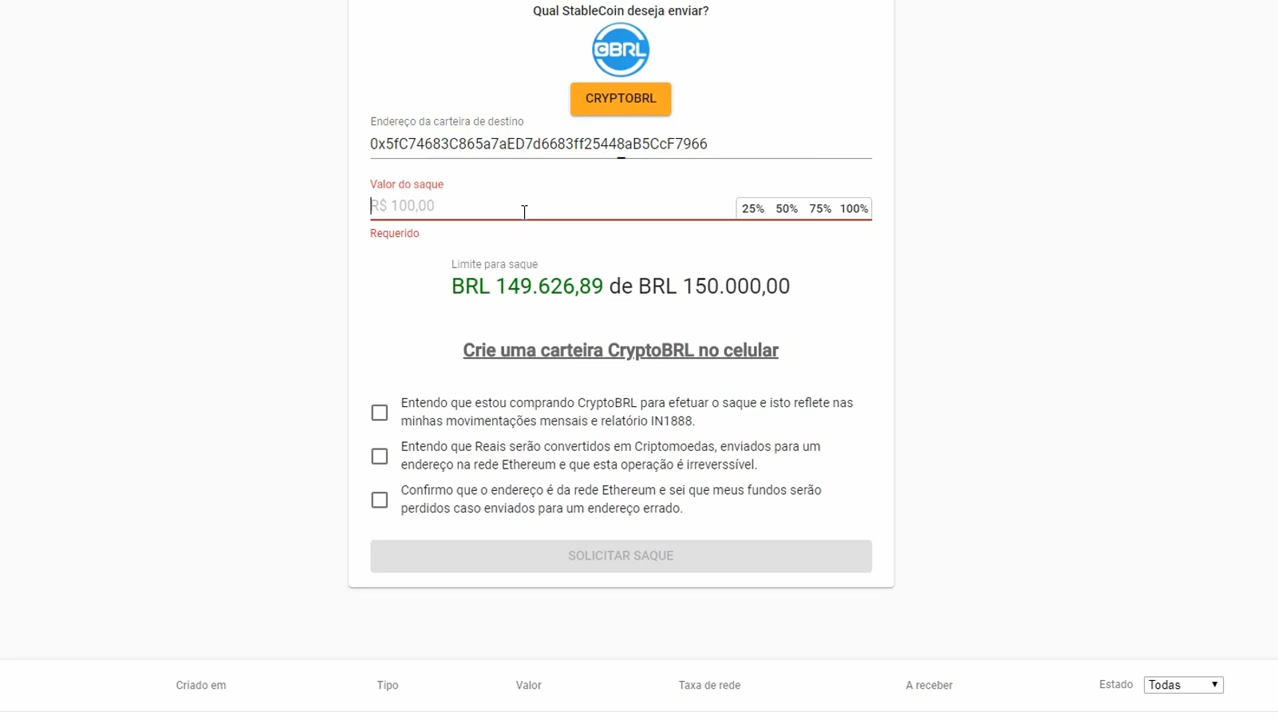 Qual StableCoin deseja enviar?
CBRL
CRYPTOBRL
Endereço da carteira de destino
0x5fC74683C865a7aED7d6683ff25448aB5CcF7966
Valor do saque
R$ 100,00
25% 50% 75% 100%
Requerido
Limite para saque
BRL 149.626,89 de BRL 150.000,00
Crie uma carteira CryptoBRL no celular
Entendo que estou comprando CryptoBRL para efetuar o saque e isto reflete nas
minhas movimentações mensais e relatório IN1888.
Entendo que Reais serão convertidos em Criptomoedas, enviados para um
endereço na rede Ethereum e que esta operação é irreverssível.
Confirmo que o endereço é da rede Ethereum e sei que meus fundos serão
perdidos caso enviados para um endereço errado.
SOLICITAR SAQUE
Criado em Tipo Valor Taxa de rede A receber Estado Todas